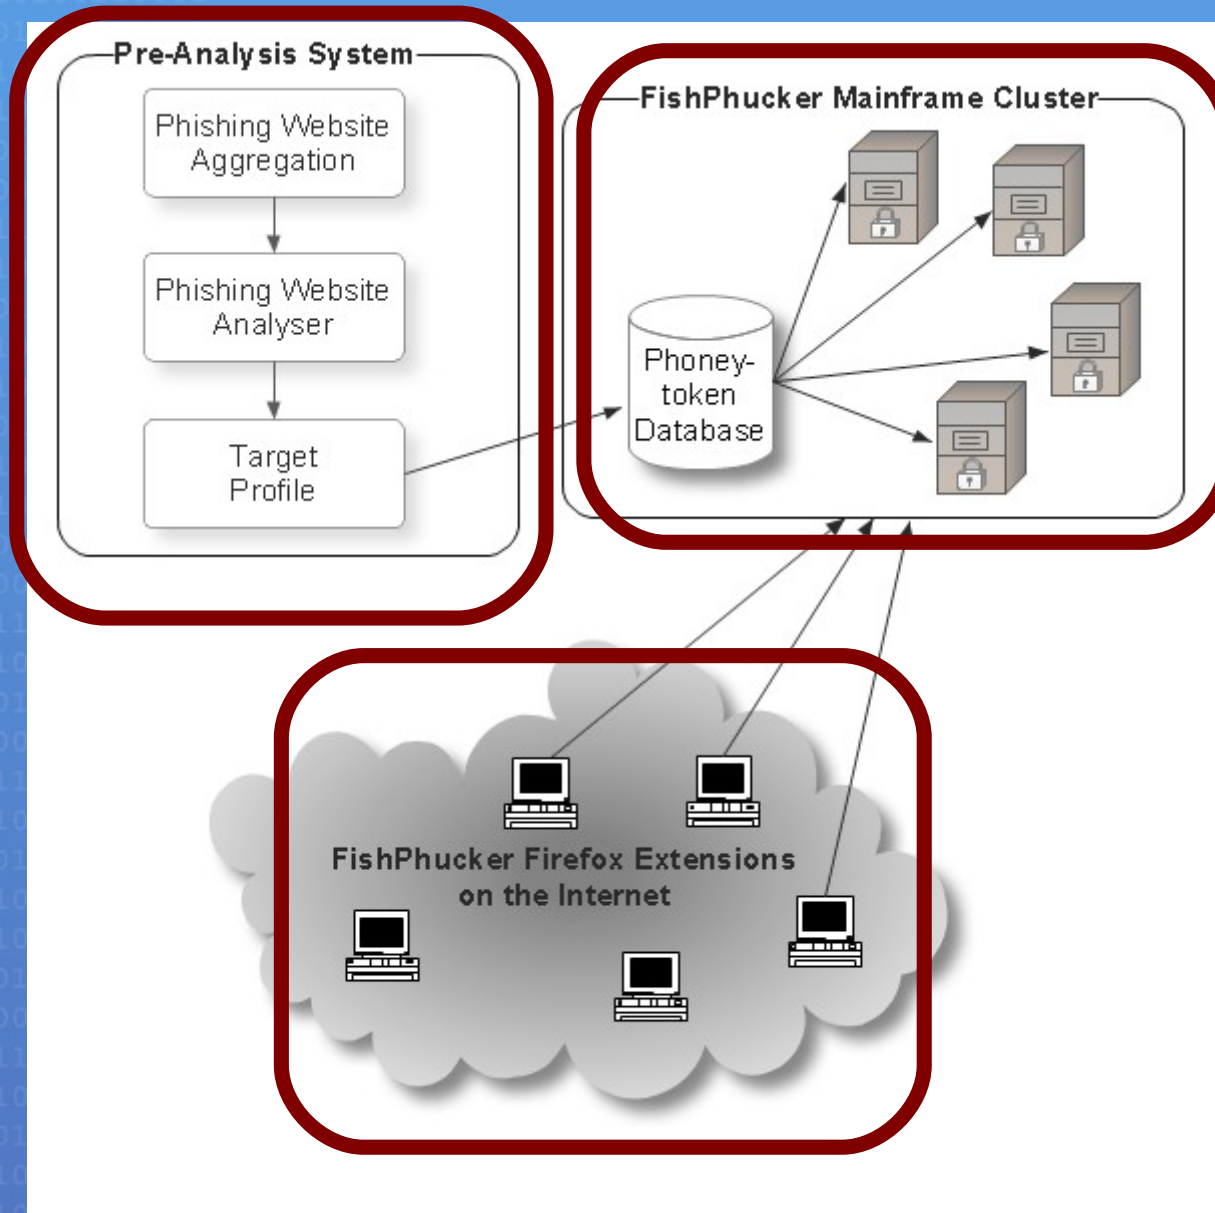 Pre-Analysis System
Phishing Website
Aggregation
Phishing Website
Analyser
Target
Profile
FishPhucker Mainframe Cluster
Phoney-
token
Database
FishPhucker Firefox Extensions
on the Internet